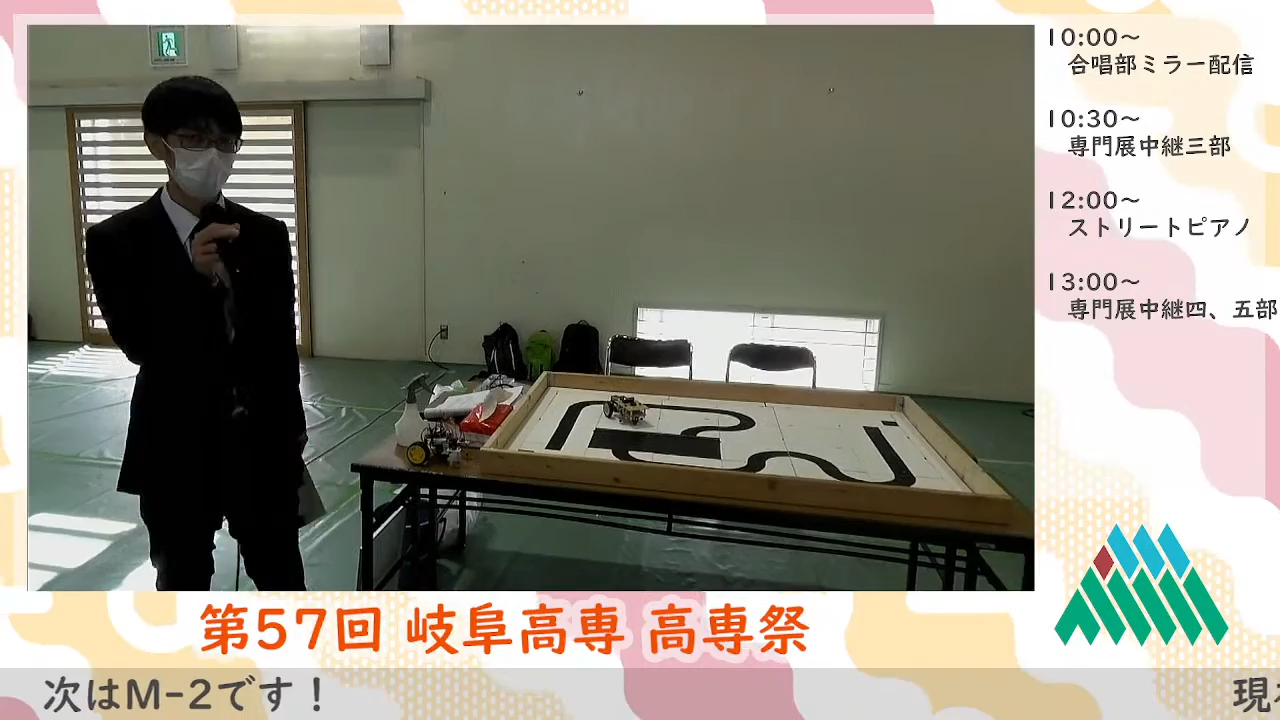 10:00～
合唱部ミラー配信
10:30～
専門展中継三部
12:00～
ストリートピアノ
13:00～
専門展中継四、五部
第57回 岐阜高専 高専祭
次はM-2です！
現